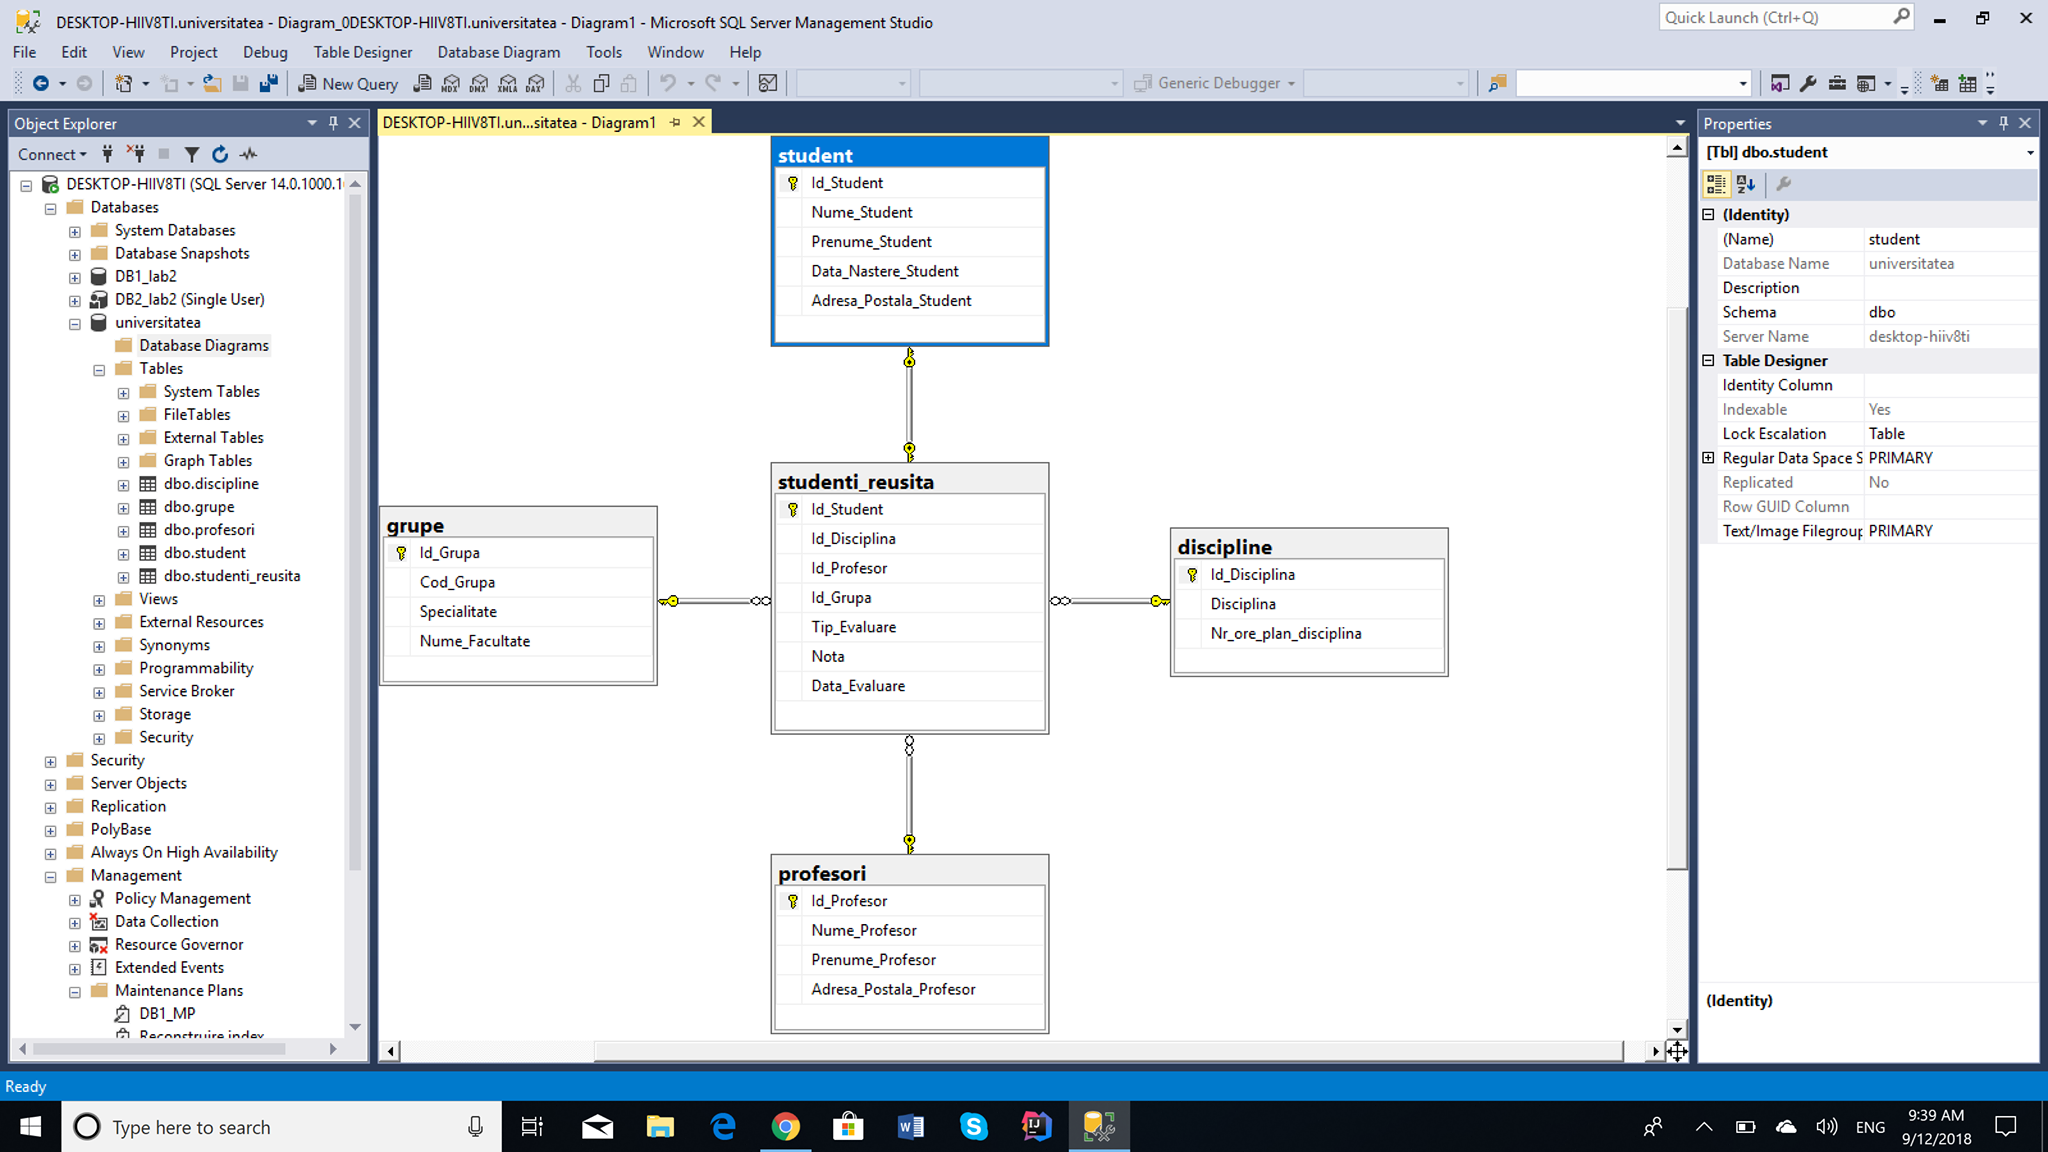 DESKTOP-HIIV8TI.universitatea - Diagram_0DESKTOP-HIIV8TI.universitatea - Diagram1 - Microsoft SQL Server Management Studio
Quick Launch (Ctrl+Q)
File Edit View Project Debug Table Designer Database Diagram Tools Window Help
New Query MDX DMX XMLA DAX Generic Debugger
Object Explorer
Connect
DESKTOP-HIIV8TI (SQL Server 14.0.1000.1
Databases
System Databases
Database Snapshots
DB1_lab2
DB2_lab2 (Single User)
universitatea
Database Diagrams
Tables
System Tables
FileTables
External Tables
Graph Tables
dbo.discipline
dbo.grupe
dbo.profesori
dbo.student
dbo.studenti_reusita
Views
External Resources
Synonyms
Programmability
Service Broker
Storage
Security
Security
Server Objects
Replication
PolyBase
Always On High Availability
Management
Policy Management
Data Collection
Resource Governor
Extended Events
Maintenance Plans
DB1_MP
Reconstruire index
DESKTOP-HIIV8TI.un...sitatea - Diagram1
student
Id_Student
Nume_Student
Prenume_Student
Data_Nastere_Student
Adresa_Postala_Student
studenti_reusita
Id_Student
Id_Disciplina
Id_Profesor
Id_Grupa
Tip_Evaluare
Nota
Data_Evaluare
grupe
Id_Grupa
Cod_Grupa
Specialitate
Nume_Facultate
discipline
Id_Disciplina
Disciplina
Nr_ore_plan_disciplina
profesori
Id_Profesor
Nume_Profesor
Prenume_Profesor
Adresa_Postala_Profesor
Properties
[Tbl] dbo.student
(Identity)
(Name) student
Database Name universitatea
Description
Schema dbo
Server Name desktop-hiiv8ti
Table Designer
Identity Column
Indexable Yes
Lock Escalation Table
Regular Data Space S PRIMARY
Replicated No
Row GUID Column
Text/Image Filegroup PRIMARY
(Identity)
Ready
Type here to search
ENG
9:39 AM
9/12/2018